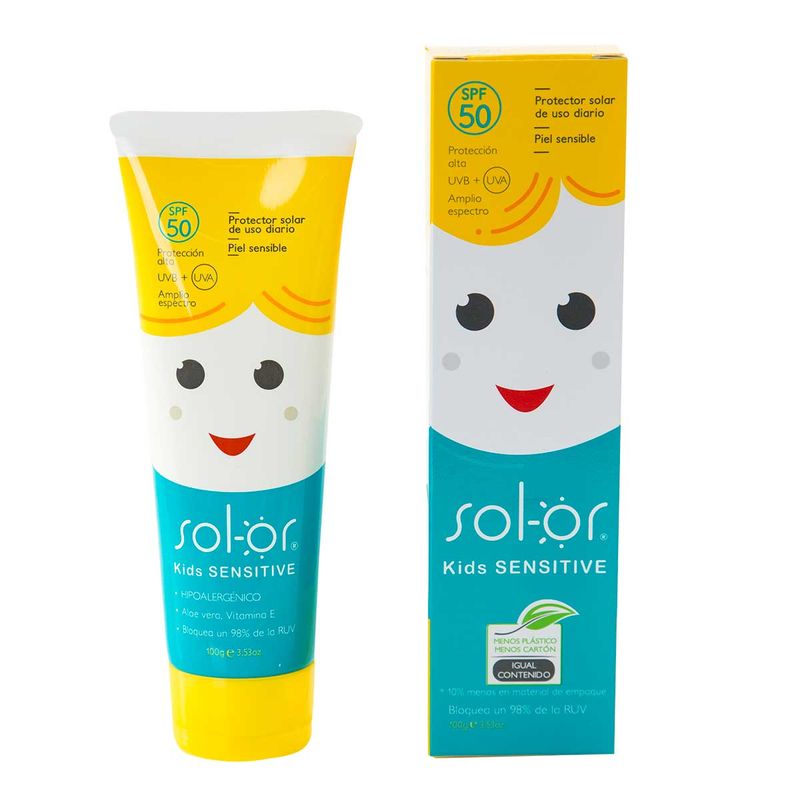 SPF
50
Protector solar
de uso diario
Piel sensible
Protección
alta
UVB + UVA
Amplio
espectro
sol-or®
Kids SENSITIVE
• HIPOALERGÉNICO
• Aloe vera, Vitamina E
• Bloquea un 98% de la RUV
100g e 3.53oz
SPF
50
Protector solar
de uso diario
Piel sensible
Protección
alta
UVB + UVA
Amplio
espectro
sol-or®
Kids SENSITIVE
MENOS PLÁSTICO
MENOS CARTÓN
IGUAL
CONTENIDO
* 10% menos en material de empaque
Bloquea un 98% de la RUV
100g e 3.53oz